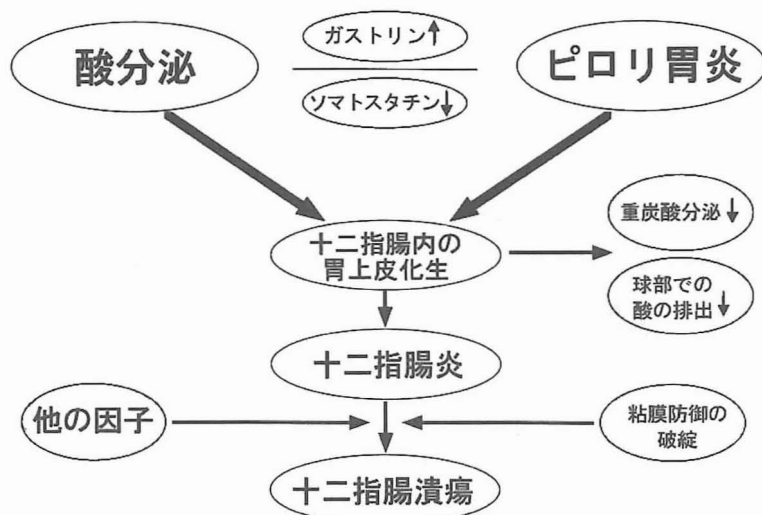 酸分泌
ガストリン↑
ソマトスタチン↓
ピロリ胃炎
十二指腸内の
胃上皮化生
重炭酸分泌↓
球部での
酸の排出↓
十二指腸炎
他の因子
粘膜防御の
破綻
十二指腸潰瘍